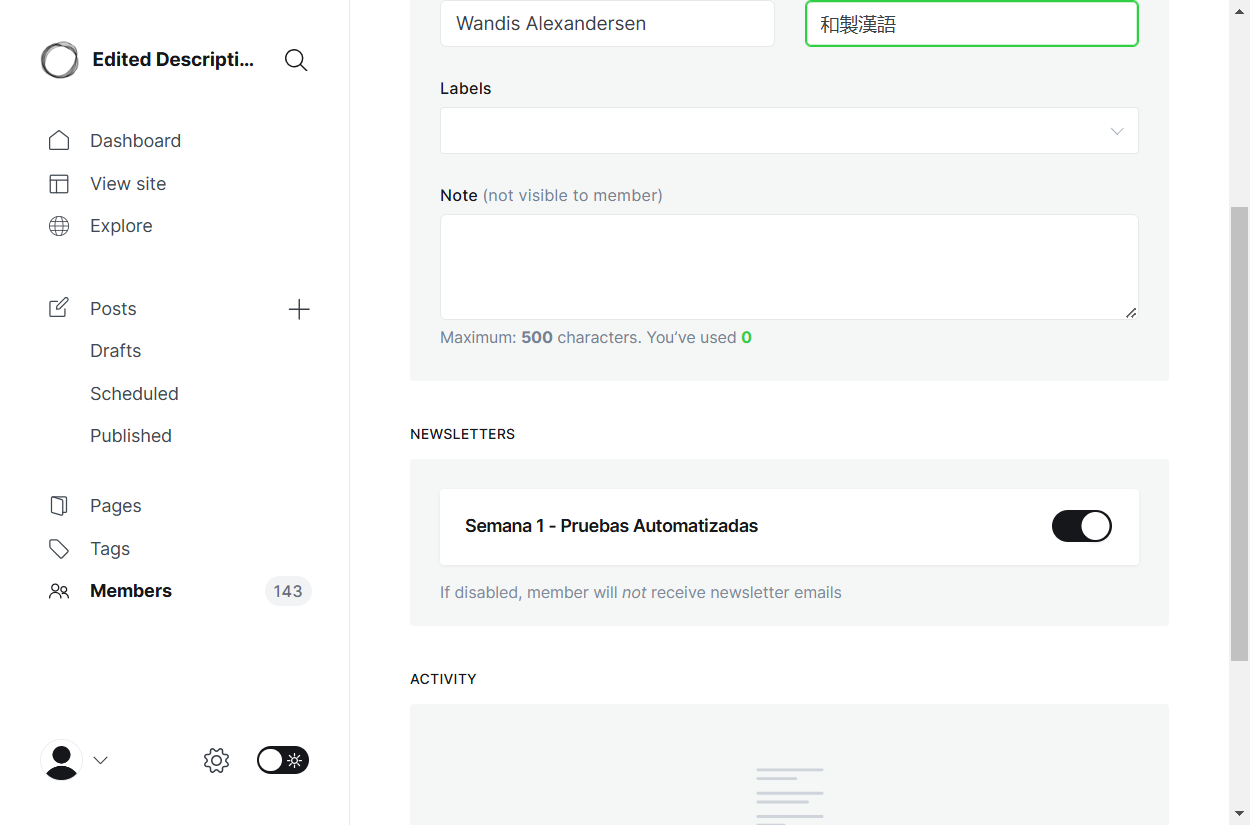 Edited Descripti...
Dashboard
View site
Explore
Posts
Drafts
Scheduled
Published
Pages
Tags
Members 143
Wandis Alexandersen 和製漢語
Labels
Note (not visible to member)
Maximum: 500 characters. You’ve used 0
NEWSLETTERS
Semana 1 - Pruebas Automatizadas
If disabled, member will not receive newsletter emails
ACTIVITY